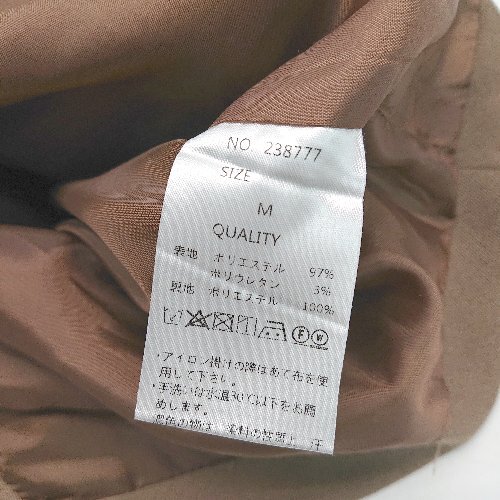 NO. 238777
SIZE
M
QUALITY
表地 ポリエステル 97%
ポリウレタン 3%
裏地 ポリエステル 100%
P W
・アイロン掛けの際はあて布を使
用して下さい。
・手洗いは水温30℃以下をお薦
めします。